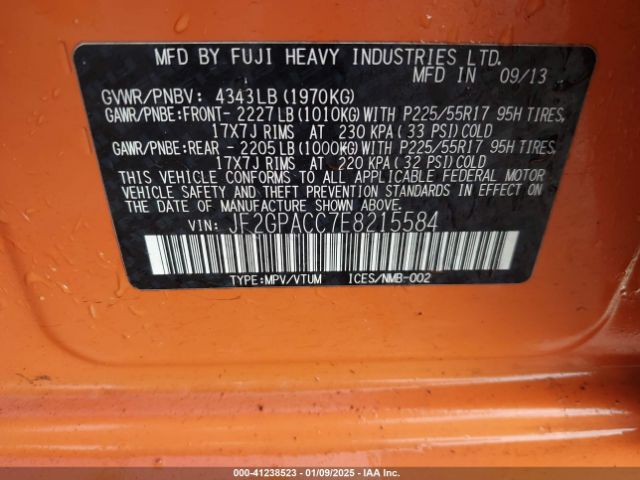 MFD BY FUJI HEAVY INDUSTRIES LTD.
MFD IN 09/13
GVWR/PNBV: 4343LB (1970KG)
GAWR/PNBE:FRONT- 2227LB (1010KG) WITH P225/55R17 95H TIRES,
17X7J RIMS AT 230 KPA ( 33 PSI) COLD
GAWR/PNBE:REAR - 2205LB (1000KG) WITH P225/55R17 95H TIRES,
17X7J RIMS AT 220 KPA ( 32 PSI) COLD
THIS VEHICLE CONFORMS TO ALL APPLICABLE FEDERAL MOTOR
VEHICLE SAFETY AND THEFT PREVENTION STANDARDS IN EFFECT
ON THE DATE OF MANUFACTURE SHOWN ABOVE.
VIN: JF2GPACC7E8215584
TYPE:MPV/VTUM ICES/NMB-002
000-41238523 - 01/09/2025 - IAA Inc.